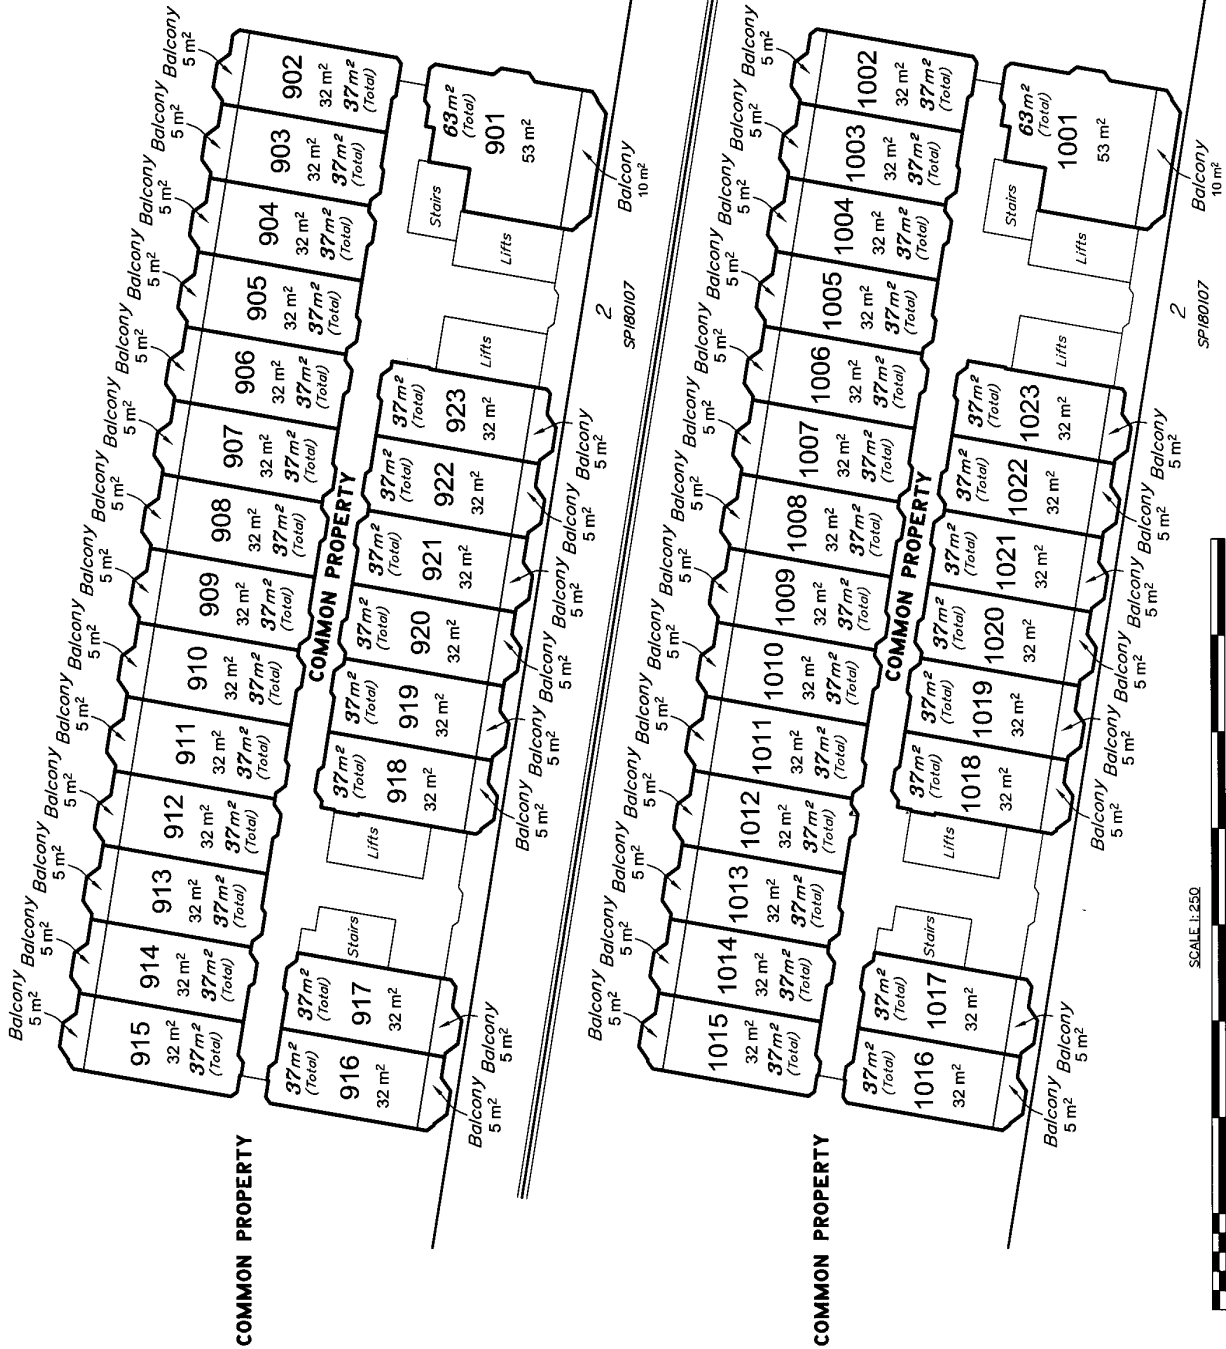 Balcony
5 m²
902
32 m²
37m²
(Total)
Balcony
5 m²
903
32 m²
37m²
(Total)
Balcony
5 m²
904
32 m²
37m²
(Total)
Balcony
5 m²
905
32 m²
37m²
(Total)
Balcony
5 m²
906
32 m²
37m²
(Total)
Balcony
5 m²
907
32 m²
37m²
(Total)
Balcony
5 m²
908
32 m²
37m²
(Total)
Balcony
5 m²
909
32 m²
37m²
(Total)
Balcony
5 m²
910
32 m²
37m²
(Total)
Balcony
5 m²
911
32 m²
37m²
(Total)
Balcony
5 m²
912
32 m²
37m²
(Total)
Balcony
5 m²
913
32 m²
37m²
(Total)
Balcony
5 m²
914
32 m²
37m²
(Total)
Balcony
5 m²
915
32 m²
37m²
(Total)
COMMON PROPERTY
COMMON PROPERTY
37m²
(Total)
916
32 m²
Balcony
5 m²
37m²
(Total)
917
32 m²
Balcony
5 m²
Stairs
Lifts
37m²
(Total)
918
32 m²
Balcony
5 m²
37m²
(Total)
919
32 m²
Balcony
5 m²
37m²
(Total)
920
32 m²
Balcony
5 m²
37m²
(Total)
921
32 m²
Balcony
5 m²
37m²
(Total)
922
32 m²
Balcony
5 m²
37m²
(Total)
923
32 m²
Balcony
5 m²
Lifts
Lifts
Stairs
63m²
(Total)
901
53 m²
Balcony
10 m²
2
SP180107
Balcony
5 m²
1002
32 m²
37m²
(Total)
Balcony
5 m²
1003
32 m²
37m²
(Total)
Balcony
5 m²
1004
32 m²
37m²
(Total)
Balcony
5 m²
1005
32 m²
37m²
(Total)
Balcony
5 m²
1006
32 m²
37m²
(Total)
Balcony
5 m²
1007
32 m²
37m²
(Total)
Balcony
5 m²
1008
32 m²
37m²
(Total)
Balcony
5 m²
1009
32 m²
37m²
(Total)
Balcony
5 m²
1010
32 m²
37m²
(Total)
Balcony
5 m²
1011
32 m²
37m²
(Total)
Balcony
5 m²
1012
32 m²
37m²
(Total)
Balcony
5 m²
1013
32 m²
37m²
(Total)
Balcony
5 m²
1014
32 m²
37m²
(Total)
Balcony
5 m²
1015
32 m²
37m²
(Total)
COMMON PROPERTY
COMMON PROPERTY
37m²
(Total)
1016
32 m²
Balcony
5 m²
37m²
(Total)
1017
32 m²
Balcony
5 m²
Stairs
Lifts
37m²
(Total)
1018
32 m²
Balcony
5 m²
37m²
(Total)
1019
32 m²
Balcony
5 m²
37m²
(Total)
1020
32 m²
Balcony
5 m²
37m²
(Total)
1021
32 m²
Balcony
5 m²
37m²
(Total)
1022
32 m²
Balcony
5 m²
37m²
(Total)
1023
32 m²
Balcony
5 m²
Lifts
Lifts
Stairs
63m²
(Total)
1001
53 m²
Balcony
10 m²
2
SP180107
SCALE 1: 250